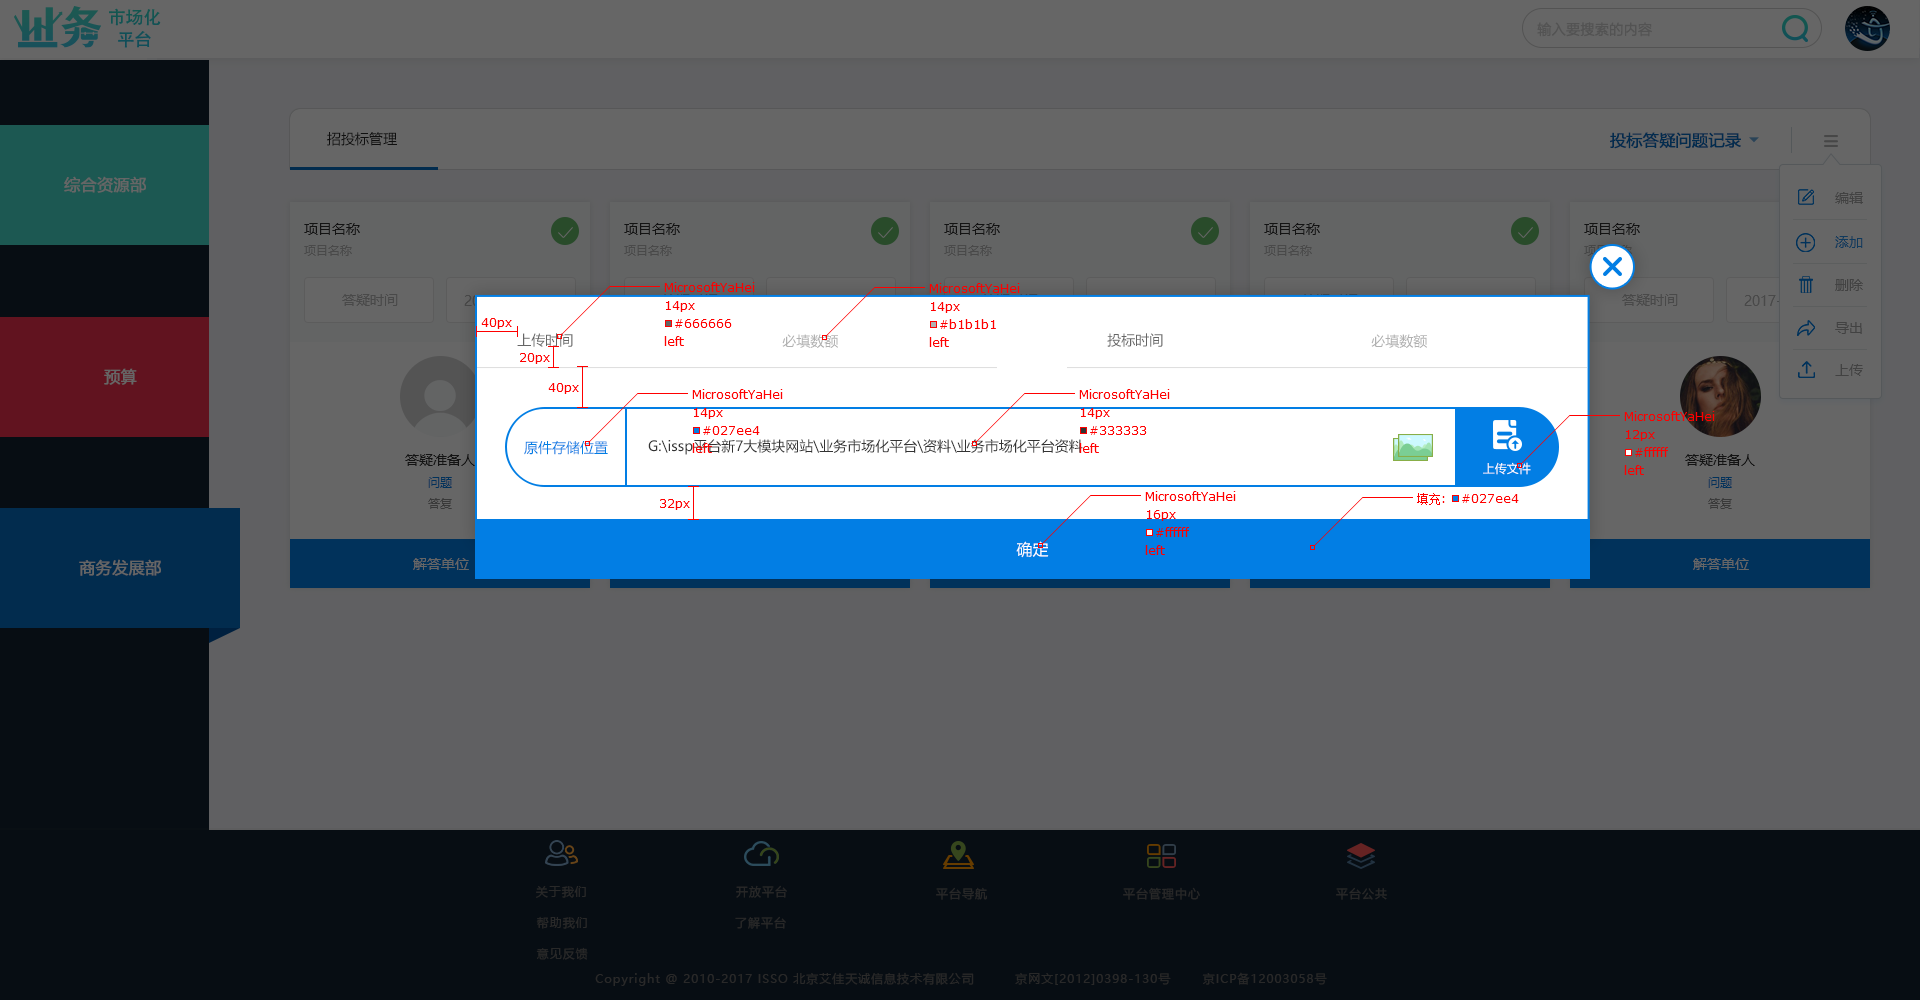 业务 市场化
平台
输入要搜索的内容
综合资源部
预算
商务发展部
招投标管理
投标答疑问题记录
编辑
添加
删除
导出
上传
项目名称
项目名称
项目名称
项目名称
项目名称
项目名称
项目名称
项目名称
项目名称
答疑时间
答疑时间
2017-
MicrosoftYaHei
14px
#666666
left
MicrosoftYaHei
14px
#b1b1b1
left
40px
上传时间
必填数额
投标时间
必填数额
20px
40px
MicrosoftYaHei
14px
#027ee4
left
MicrosoftYaHei
14px
#333333
left
MicrosoftYaHei
12px
#ffffff
left
原件存储位置
G:\issp平台新7大模块网站\业务市场化平台\资料\业务市场化平台资料
上传文件
32px
MicrosoftYaHei
16px
#ffffff
left
填充: #027ee4
确定
答疑准备人
问题
答复
解答单位
答疑准备人
问题
答复
解答单位
关于我们
帮助我们
意见反馈
开放平台
了解平台
平台导航
平台管理中心
平台公共
Copyright @ 2010-2017 ISSO 北京艾佳天诚信息技术有限公司 京网文[2012]0398-130号 京ICP备12003058号